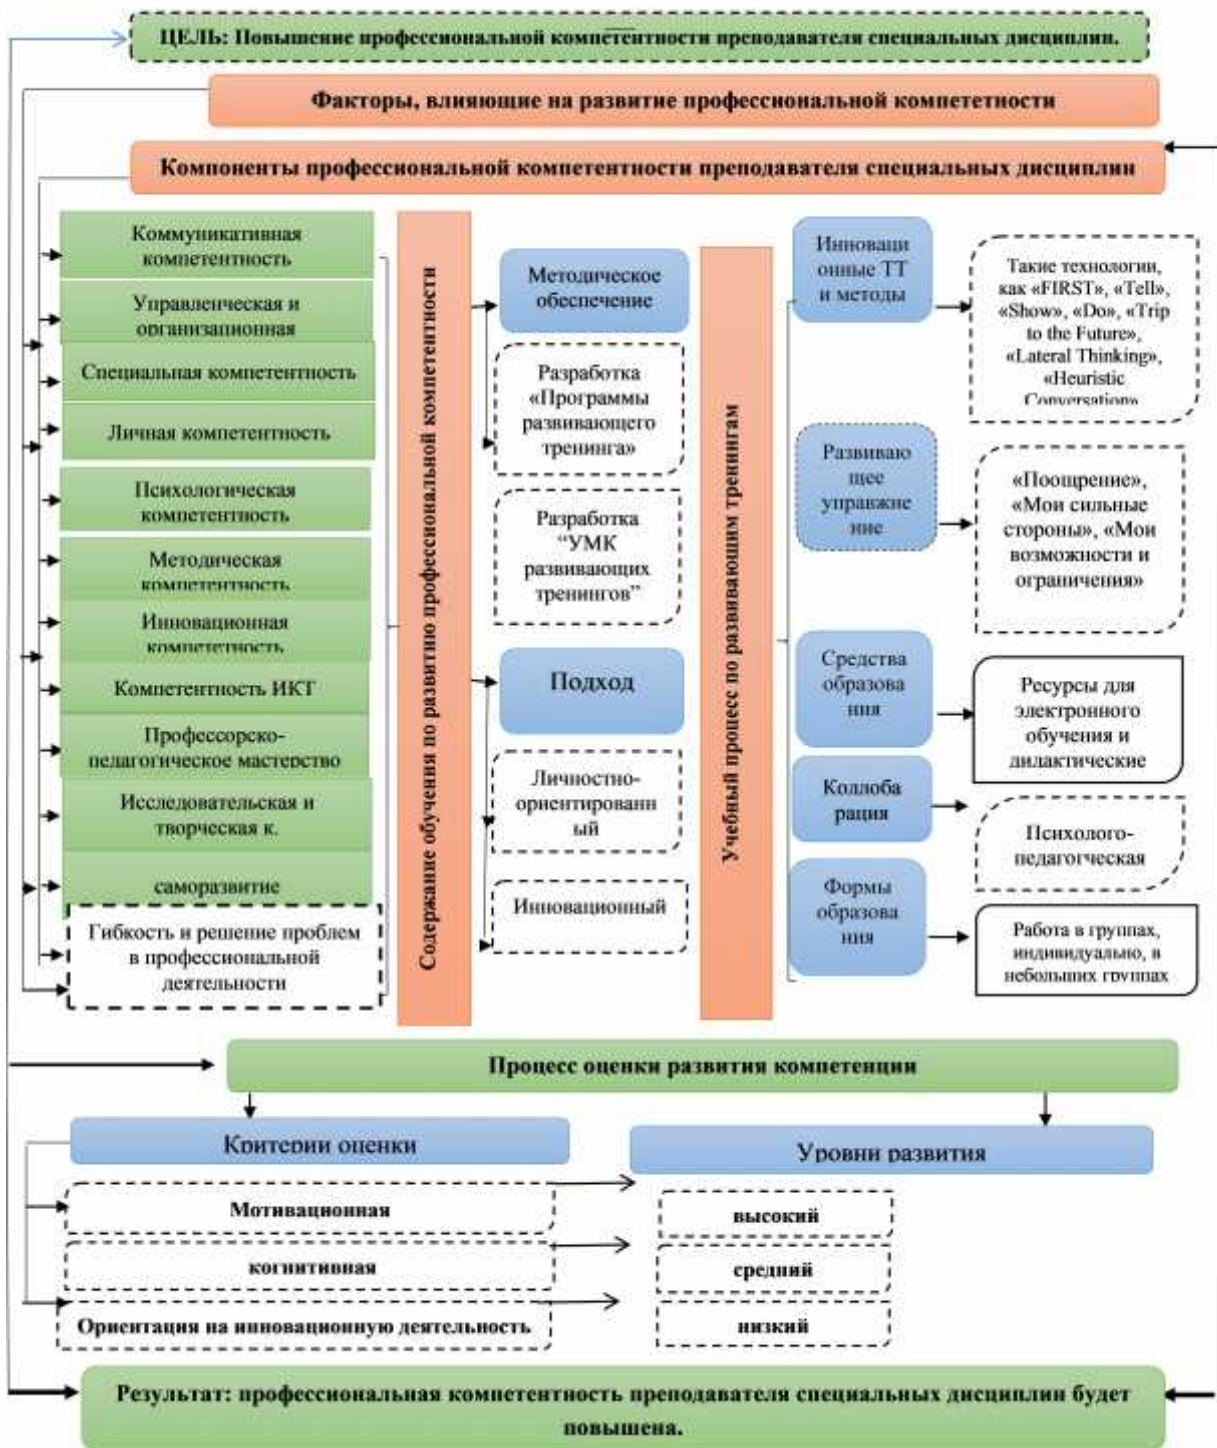 ЦЕЛЬ: Повышение профессиональной компетентности преподавателя специальных дисциплин.
Факторы, влияющие на развитие профессиональной компететности
Компоненты профессиональной компетентности преподавателя специальных дисциплин
Коммуникативная
компетентность
Управленческая и
организационная
Специальная компетентность
Личная компетентность
Психологическая
компетентность
Методическая
компетентность
Инновационная
компетентность
Компетентность ИКТ
Профессорско-
педагогическое мастерство
Исследовательская и
творческая к.
саморазвитие
Гибкость и решение проблем
в профессиональной
деятельности
Содержание обучения по развитию профессиональной компетентности
Методическое
обеспечение
Разработка
«Программы
развивающего
тренинга»
Разработка
“УМК
развивающих
тренингов”
Подход
Личностно-
ориентированн
ый
Инновационный
Учебный процесс по развивающим тренингам
Инноваци
онные ТТ
и методы
Такие технологии,
как «FIRST», «Tell»,
«Show», «Do», «Trip
to the Future»,
«Lateral Thinking»,
«Heuristic
Conversation»
Развиваю
щее
управжне
ние
«Поощрение»,
«Мои сильные
стороны», «Мои
возможности и
ограничения»
Средства
образова
ния
Ресурсы для
электронного
обучения и
дидактические
Коллоба
рация
Психолого-
педагогческая
Формы
образова
ния
Работа в группах,
индивидуально, в
небольших группах
Процесс оценки развития компетенции
Критерии оценки
Уровни развития
Мотивационная
высокий
когнитивная
средний
Ориентация на инновационную деятельность
низкий
Результат: профессиональная компетентность преподавателя специальных дисциплин будет
повышена.